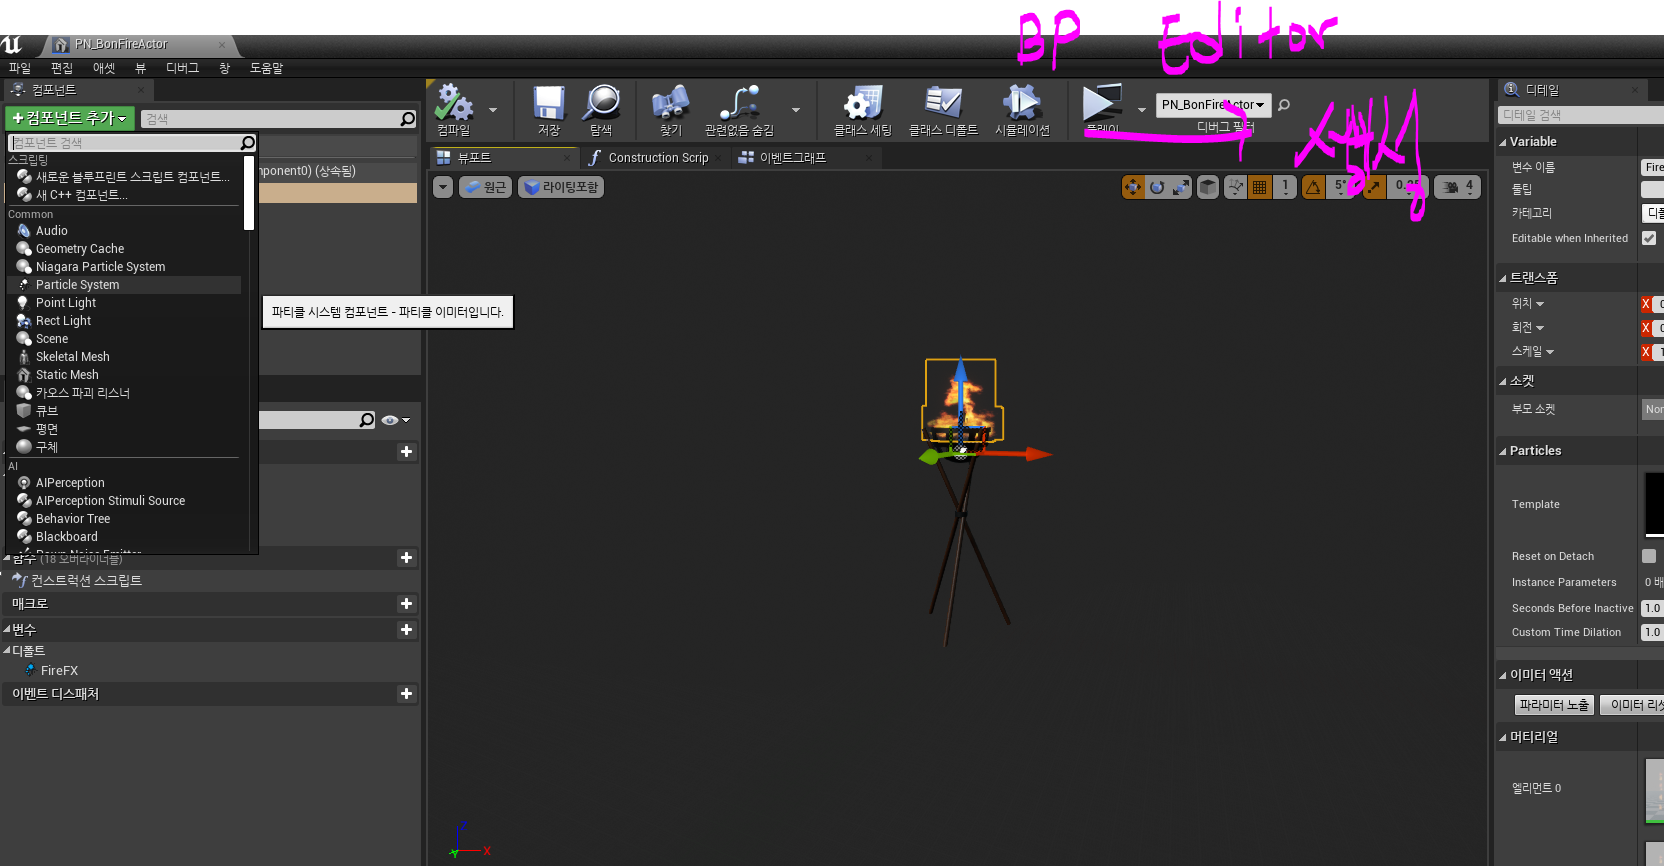 BP Editor
PN_BonFireActor
파일 편집 애셋 뷰 디버그 창 도움말
컴포넌트
디테일
+컴포넌트 추가
검색
컴파일 저장 탐색 찾기 관련없음 숨김 클래스 세팅 클래스 디폴트 시뮬레이션 플레이
PN_BonFireActor
디버그 필터
디테일 검색
컴포넌트 검색
스크립팅
새로운 블루프린트 스크립트 컴포넌트...
새 C++ 컴포넌트...
mponent0) (상속됨)
Common
Audio
Geometry Cache
Niagara Particle System
Particle System
Point Light
Rect Light
Scene
Skeletal Mesh
Static Mesh
카오스 파괴 리스너
큐브
평면
구체
AI
AIPerception
AIPerception Stimuli Source
Behavior Tree
Blackboard
파티클 시스템 컴포넌트 - 파티클 이미터입니다.
함수 (18 오버라이더블)
컨스트럭션 스크립트
매크로
변수
디폴트
FireFX
이벤트 디스패처
뷰포트 Construction Scrip 이벤트그래프
원근 라이팅포함
1 5° 4
Variable
변수 이름 Fire
툴팁
카테고리 디폴
Editable when Inherited
트랜스폼
위치 X
회전 X
스케일 X
소켓
부모 소켓 Non
Particles
Template
Reset on Detach
Instance Parameters 0 배
Seconds Before Inactive 1.0
Custom Time Dilation 1.0
이미터 액션
파라미터 노출 이미터 리셋
머티리얼
엘리먼트 0
Z
Y X